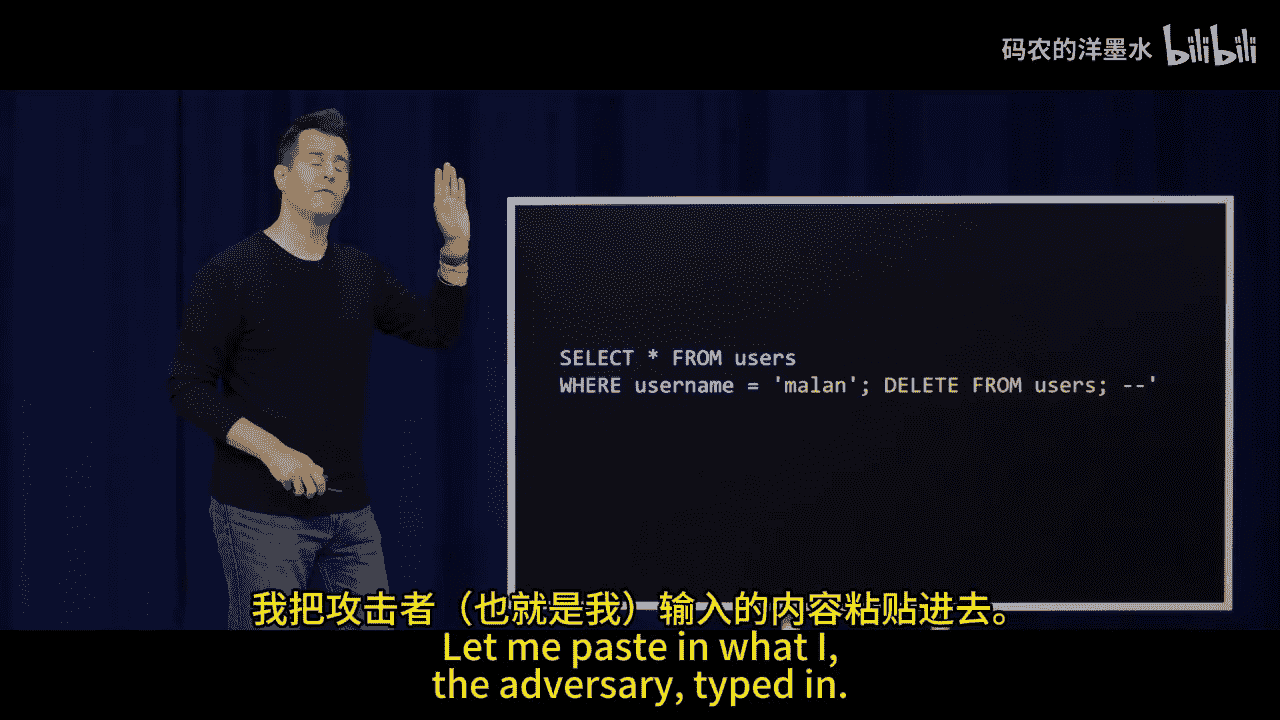 码农的洋墨水 bilibili
SELECT * FROM users
WHERE username = 'malan'; DELETE FROM users; --'
我把攻击者（也就是我）输入的内容粘贴进去。
Let me paste in what I,
the adversary, typed in.